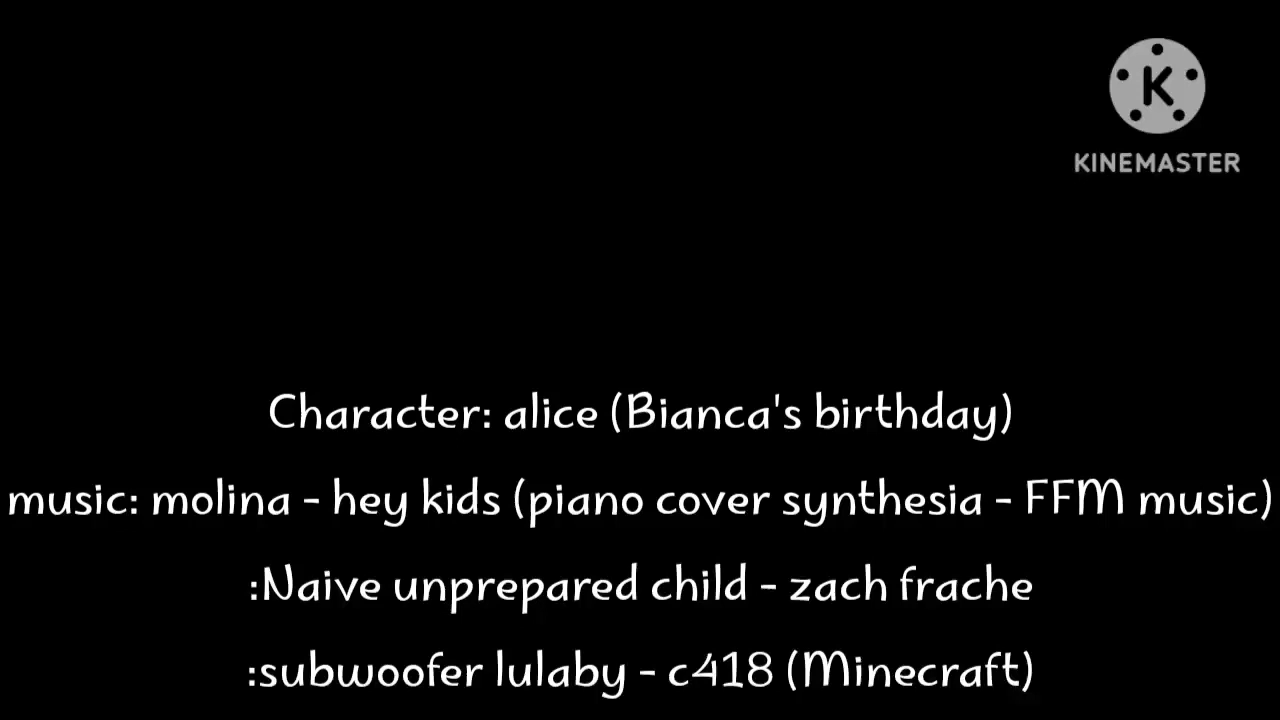 K
KINEMASTER
Character: alice (Bianca's birthday)
music: molina - hey kids (piano cover synthesia - FFM music)
:Naive unprepared child - zach frache
:subwoofer lulaby - c418 (Minecraft)